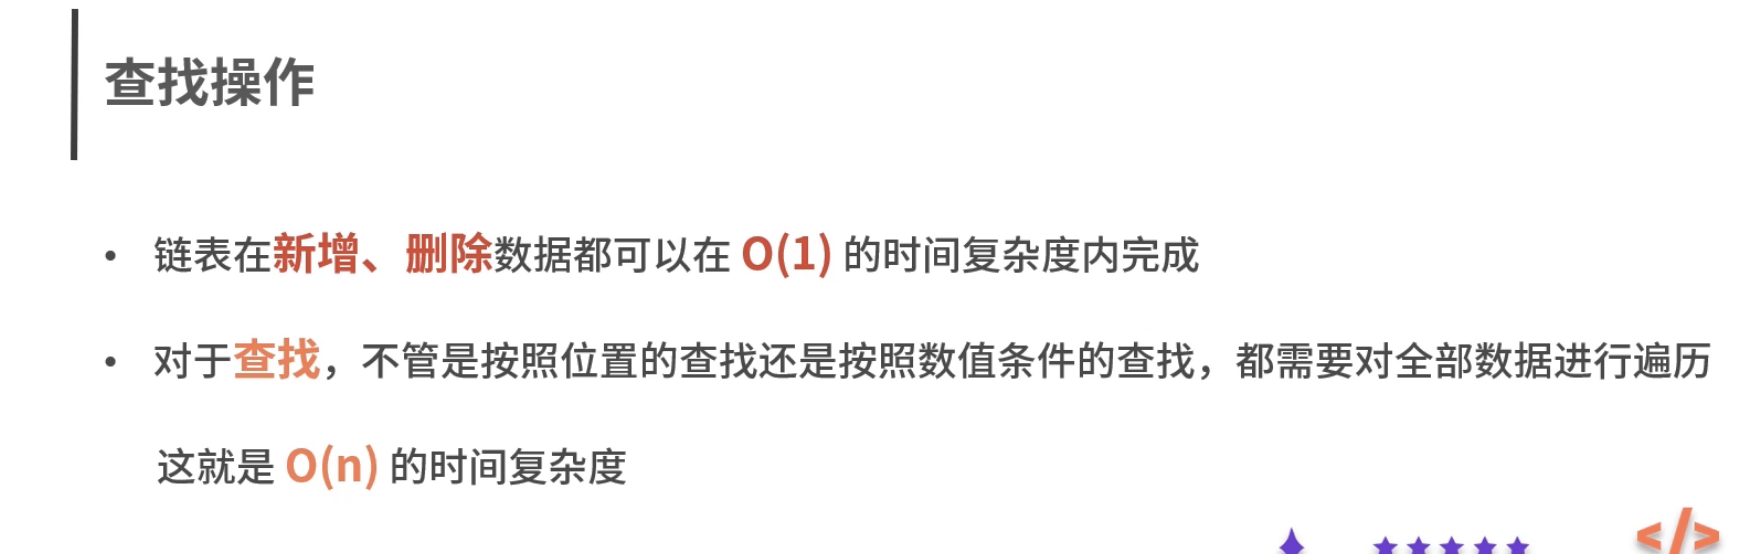 查找操作
• 链表在新增、删除数据都可以在 O(1) 的时间复杂度内完成
• 对于查找，不管是按照位置的查找还是按照数值条件的查找，都需要对全部数据进行遍历
这就是 O(n) 的时间复杂度
</>